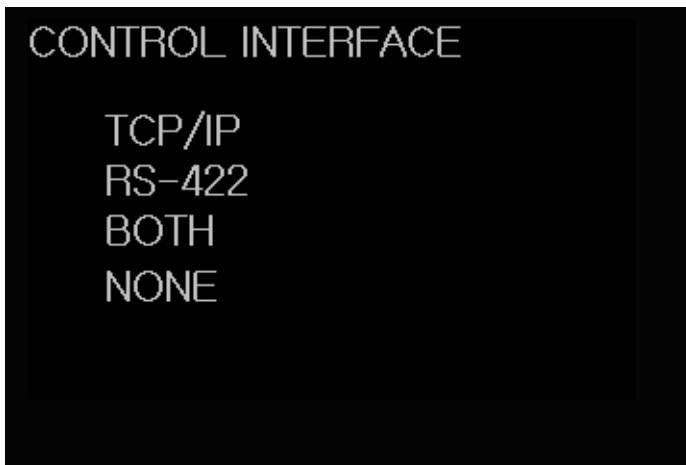 CONTROL INTERFACE
TCP/IP
RS-422
BOTH
NONE